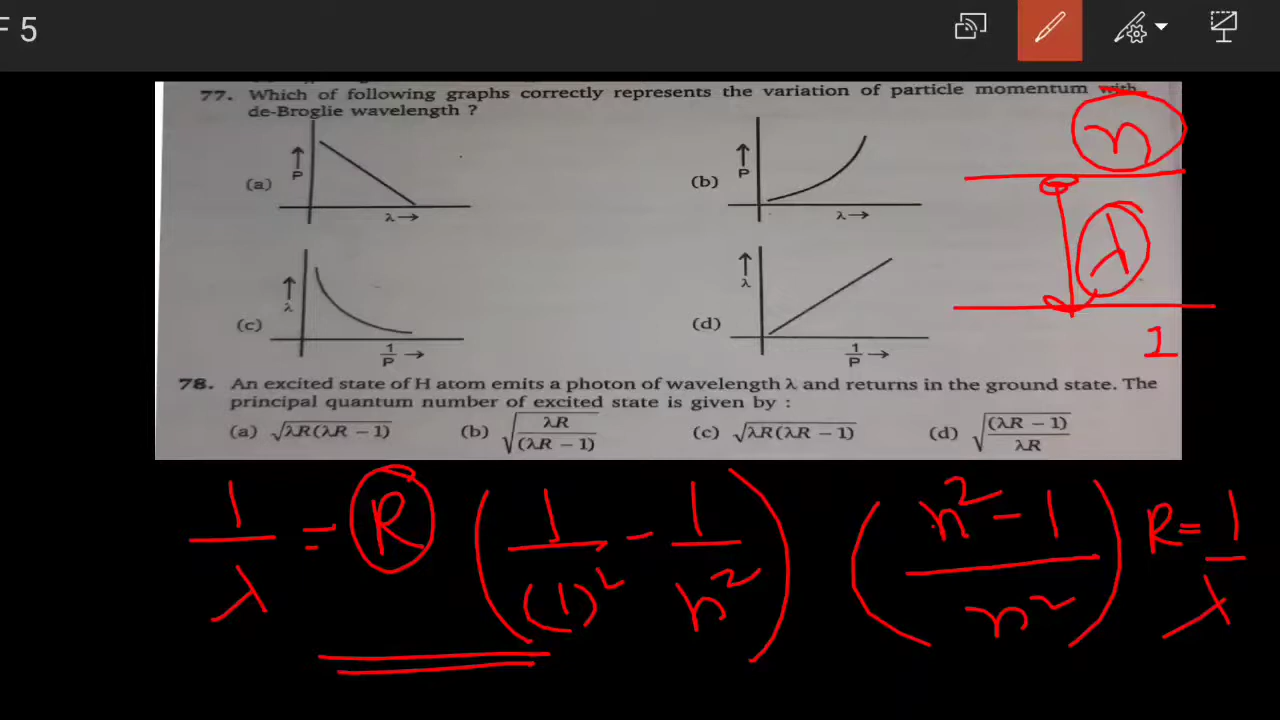 F 5
77. Which of following graphs correctly represents the variation of particle momentum with
de-Broglie wavelength ?
(a) P λ→
(b) P λ→
(c) λ 1/P →
(d) λ 1/P →
n
λ
1
78. An excited state of H atom emits a photon of wavelength λ and returns in the ground state. The
principal quantum number of excited state is given by :
(a) √λR(λR − 1) (b) √(λR/(λR − 1)) (c) √λR(λR − 1) (d) √((λR − 1)/λR)
1/λ = R (1/(1)² − 1/n²) ((n² − 1)/n²) R = 1/λ